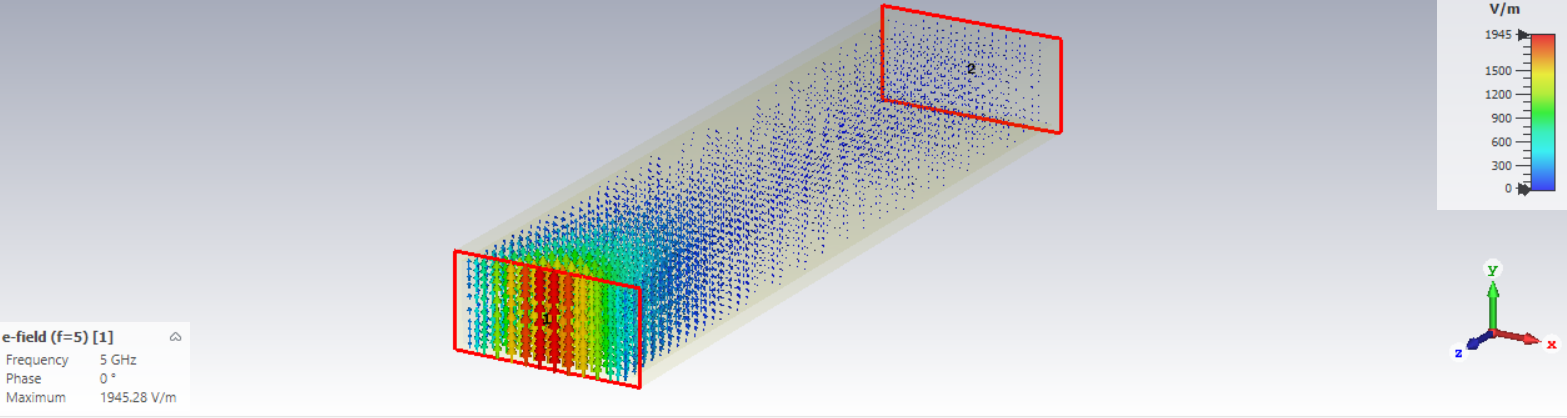 V/m
1945
1500
1200
900
600
300
0
2
1
y
z
x
e-field (f=5) [1]
Frequency 5 GHz
Phase 0 °
Maximum 1945.28 V/m